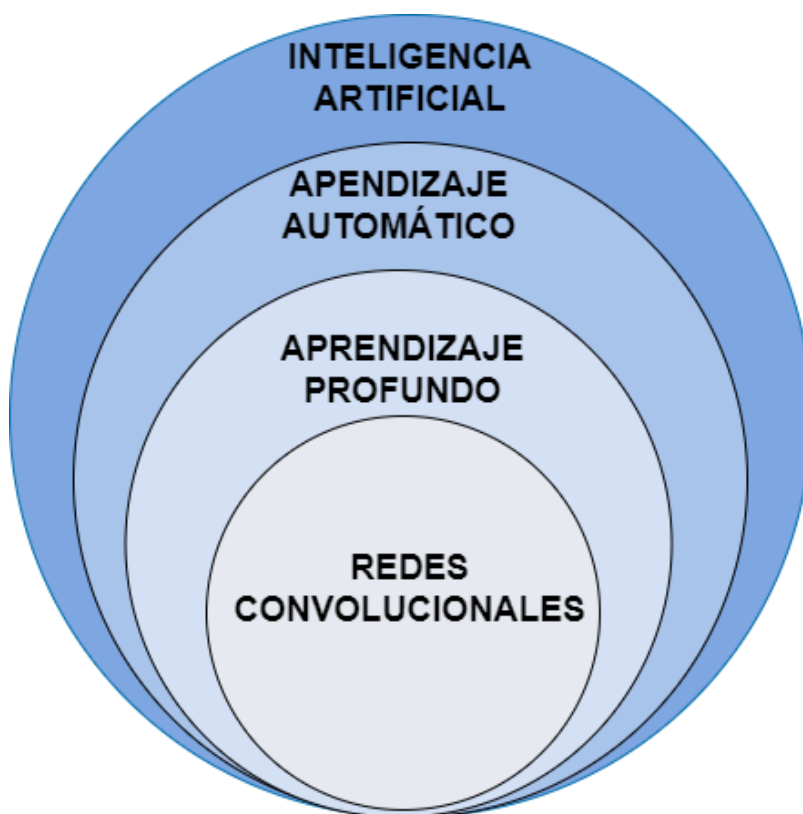 INTELIGENCIA
ARTIFICIAL
APENDIZAJE
AUTOMÁTICO
APRENDIZAJE
PROFUNDO
REDES
CONVOLUCIONALES